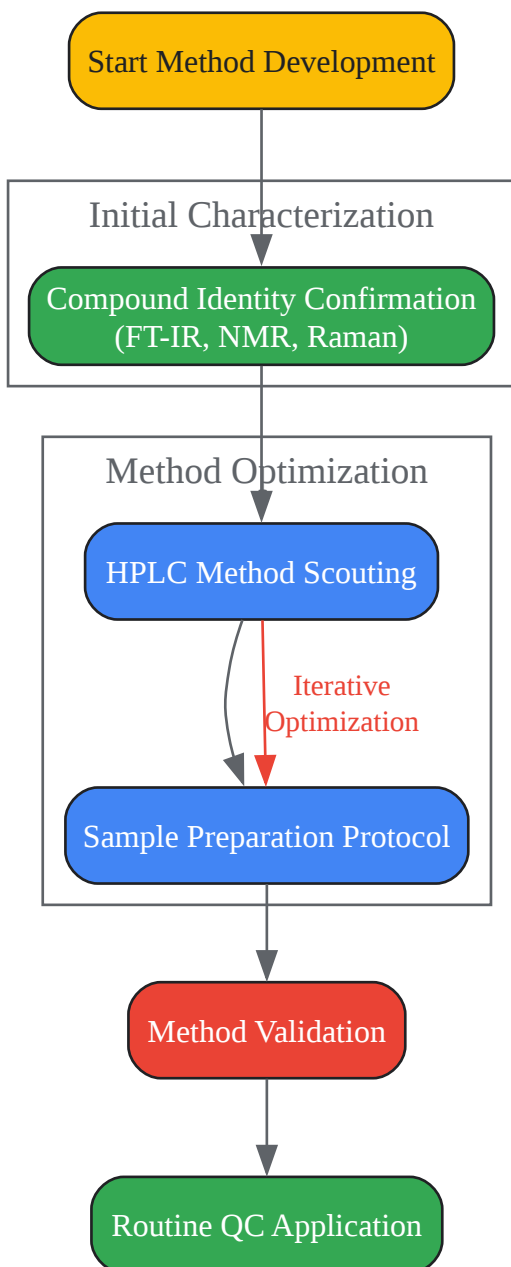 Start Method Development
Initial Characterization
Compound Identity Confirmation
(FT-IR, NMR, Raman)
Method Optimization
HPLC Method Scouting
Iterative
Optimization
Sample Preparation Protocol
Method Validation
Routine QC Application